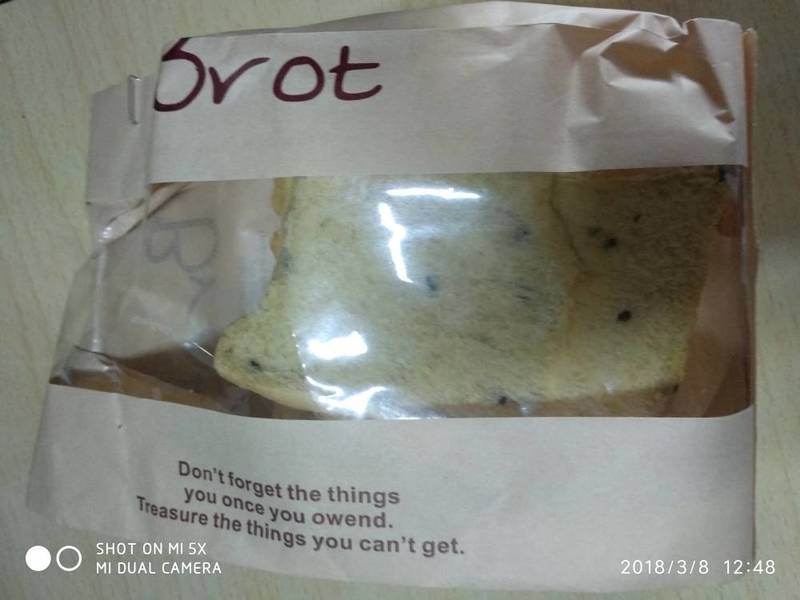 Brot
Br
Don't forget the things
you once you owend.
Treasure the things you can't get.
SHOT ON MI 5X
MI DUAL CAMERA
2018/3/8 12:48